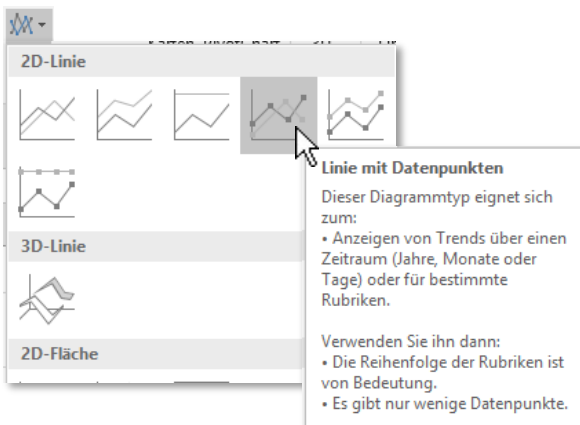 2D-Linie
Linie mit Datenpunkten
Dieser Diagrammtyp eignet sich
zum:
• Anzeigen von Trends über einen
Zeitraum (Jahre, Monate oder
Tage) oder für bestimmte
Rubriken.
Verwenden Sie ihn dann:
• Die Reihenfolge der Rubriken ist
von Bedeutung.
• Es gibt nur wenige Datenpunkte.
3D-Linie
2D-Fläche